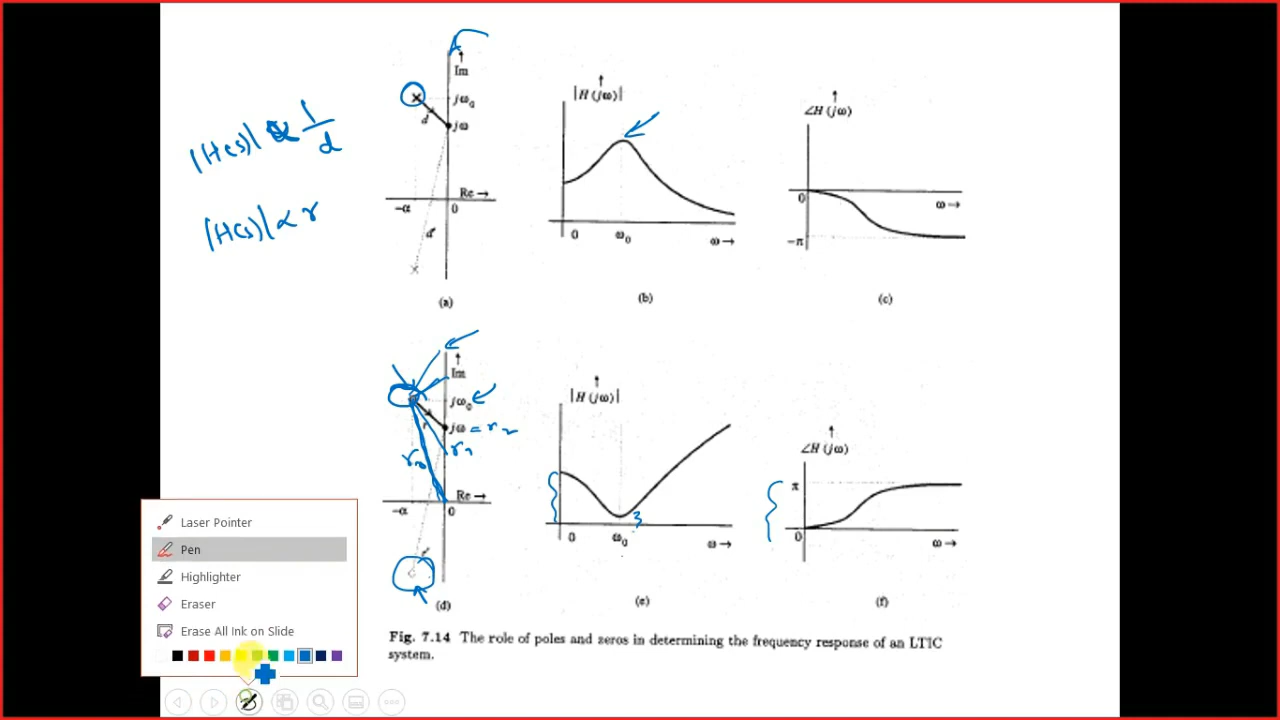 Im
jω₀
jω
d
Re →
-α
0
d'
(a)
|H(jω)|
0
ω₀
ω→
(b)
∠H(jω)
0
ω→
-π
(c)
|H(s)| ∝ 1/d
|H(s)| ∝ r
Im
jω₀
jω = r₂
r
r₁
r₀
Re →
-α
0
r'
(d)
|H(jω)|
0
ω₀
ω→
(e)
∠H(jω)
π
0
ω→
(f)
Fig. 7.14 The role of poles and zeros in determining the frequency response of an LTIC
system.
Laser Pointer
Pen
Highlighter
Eraser
Erase All Ink on Slide